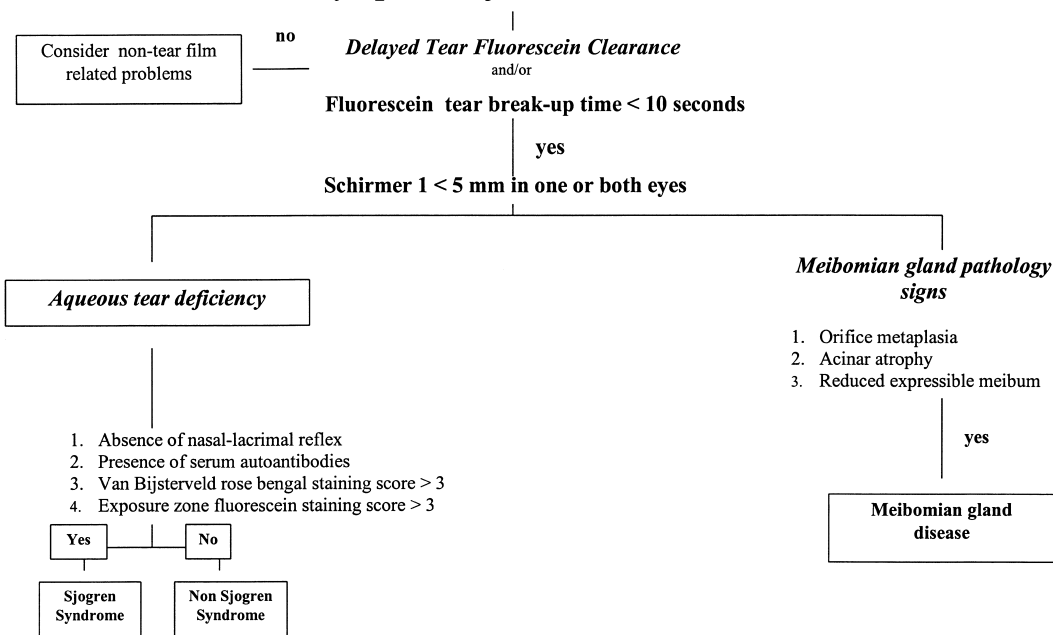 no
Consider non-tear film
related problems
Delayed Tear Fluorescein Clearance
and/or
Fluorescein tear break-up time < 10 seconds
yes
Schirmer 1 < 5 mm in one or both eyes
Aqueous tear deficiency
Meibomian gland pathology
signs
1. Orifice metaplasia
2. Acinar atrophy
3. Reduced expressible meibum
yes
Meibomian gland
disease
1. Absence of nasal-lacrimal reflex
2. Presence of serum autoantibodies
3. Van Bijsterveld rose bengal staining score > 3
4. Exposure zone fluorescein staining score > 3
Yes
No
Sjogren
Syndrome
Non Sjogren
Syndrome